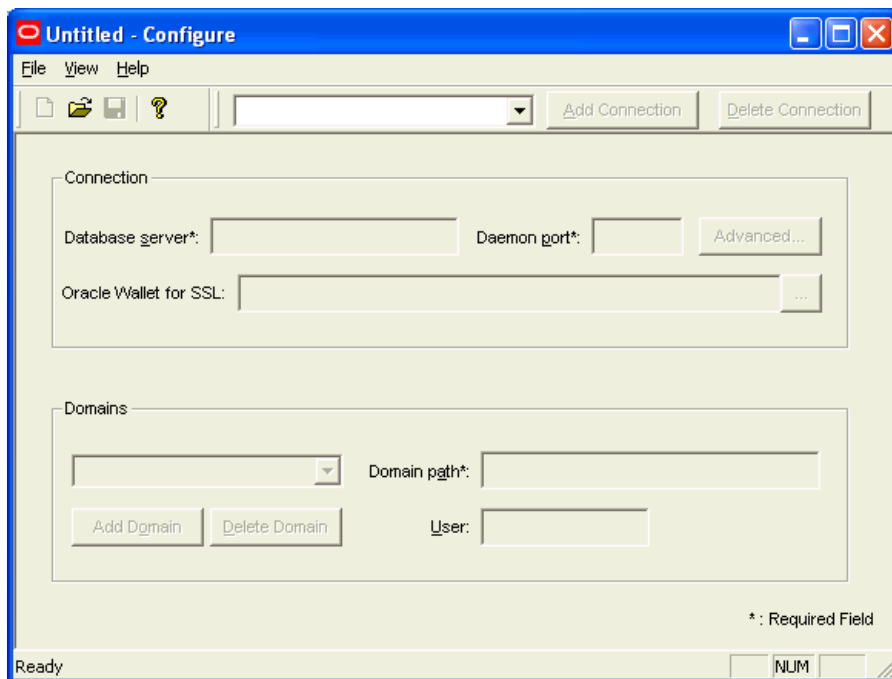 Untitled - Configure
File View Help
Add Connection Delete Connection
Connection
Database server*: Daemon port*: Advanced...
Oracle Wallet for SSL: ...
Domains
Domain path*:
Add Domain Delete Domain User:
* : Required Field
Ready NUM